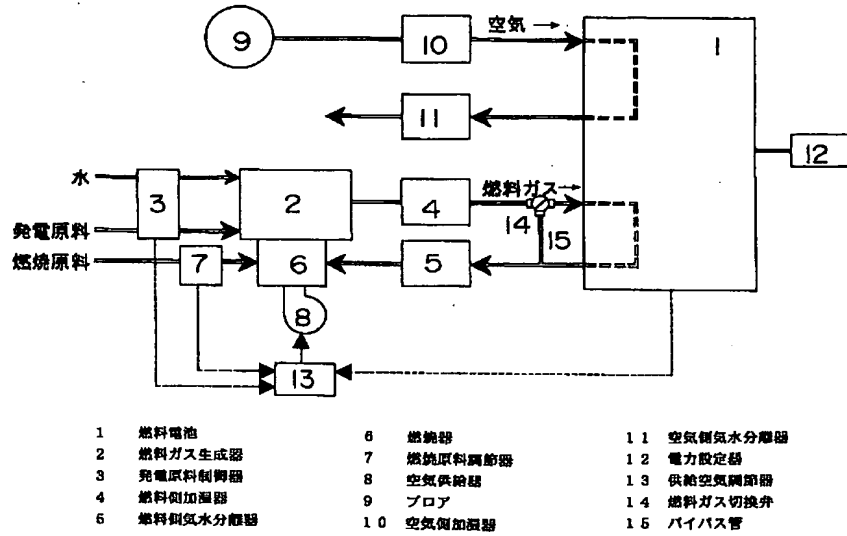 9
10
空気 →
1
11
12
水
3
2
4
燃料ガス→
14
15
発電原料
燃焼原料
7
6
5
8
13
1 燃料電池
2 燃料ガス生成器
3 発電原料制御器
4 燃料側加湿器
5 燃料側気水分離器
6 燃焼器
7 燃焼原料調節器
8 空気供給器
9 ブロア
10 空気側加湿器
11 空気側気水分離器
12 電力設定器
13 供給空気調節器
14 燃料ガス切換弁
15 バイパス管